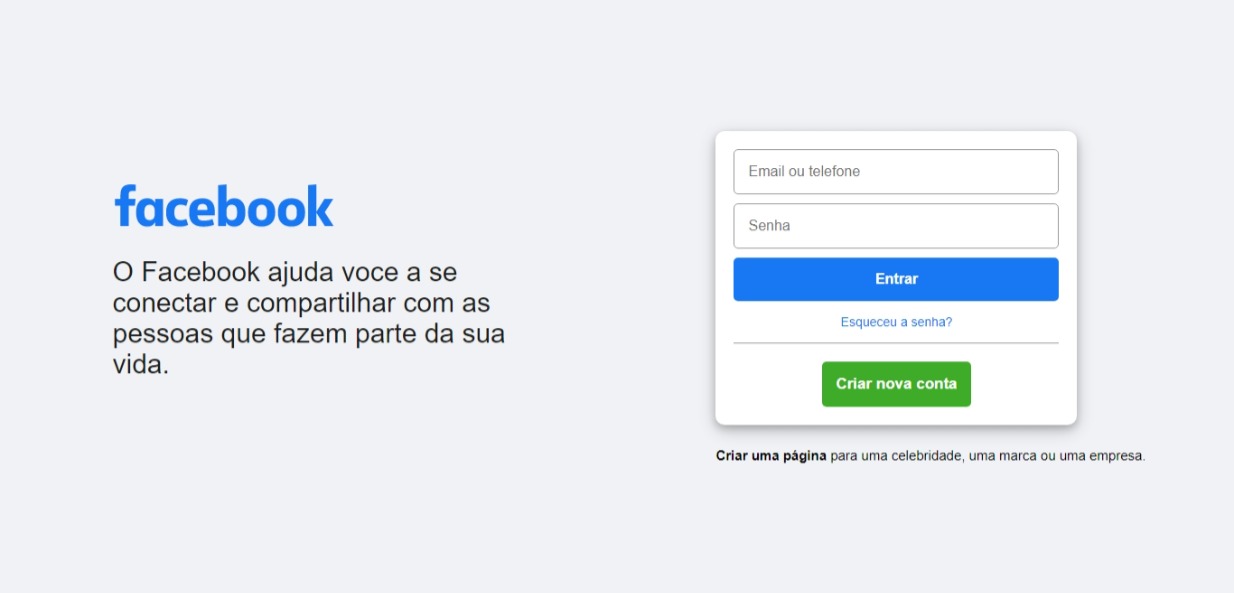 facebook
O Facebook ajuda voce a se
conectar e compartilhar com as
pessoas que fazem parte da sua
vida.
Email ou telefone
Senha
Entrar
Esqueceu a senha?
Criar nova conta
Criar uma página para uma celebridade, uma marca ou uma empresa.